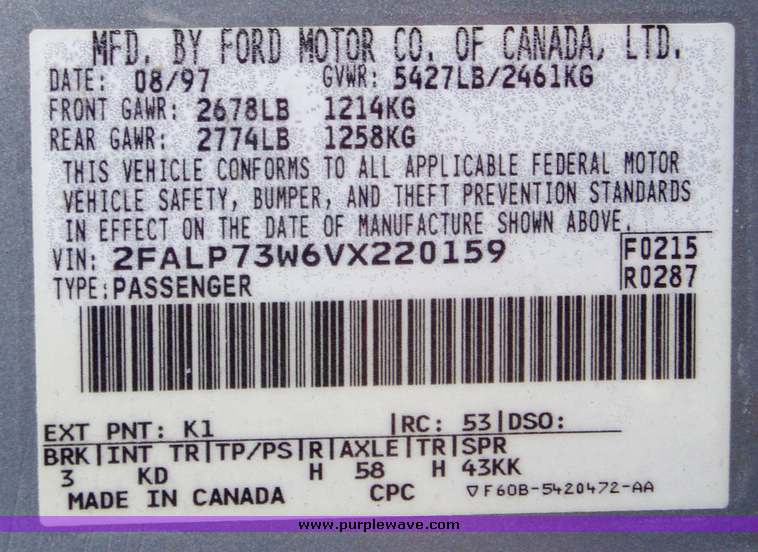 MFD. BY FORD MOTOR CO. OF CANADA, LTD.
DATE: 08/97 GVWR: 5427LB/2461KG
FRONT GAWR: 2678LB 1214KG
REAR GAWR: 2774LB 1258KG
THIS VEHICLE CONFORMS TO ALL APPLICABLE FEDERAL MOTOR
VEHICLE SAFETY, BUMPER, AND THEFT PREVENTION STANDARDS
IN EFFECT ON THE DATE OF MANUFACTURE SHOWN ABOVE.
VIN: 2FALP73W6VX220159 F0215
TYPE: PASSENGER R0287
EXT PNT: K1 |RC: 53|DSO:
BRK|INT TR|TP/PS|R|AXLE|TR|SPR
3 KD H 58 H 43KK
MADE IN CANADA CPC ▽F60B-5420472-AA
www.purplewave.com